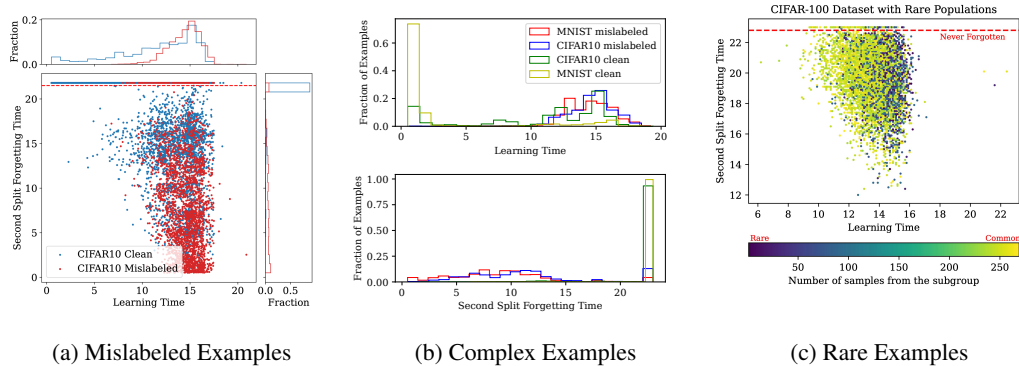 0.2
Fraction
0.0
20
15
10
5
0
Second Split Forgetting Time
CIFAR10 Clean
CIFAR10 Mislabeled
0 5 10 15 20
Learning Time
0.0 0.5
Fraction
(a) Mislabeled Examples
0.6
0.4
0.2
0.0
Fraction of Examples
MNIST mislabeled
CIFAR10 mislabeled
CIFAR10 clean
MNIST clean
0 5 10 15 20
Learning Time
1.00
0.75
0.50
0.25
0.00
Fraction of Examples
0 5 10 15 20
Second Split Forgetting Time
(b) Complex Examples
CIFAR-100 Dataset with Rare Populations
Never Forgotten
22
20
18
16
14
12
Second Split Forgetting Time
6 8 10 12 14 16 18 20 22
Learning Time
Rare Common
50 100 150 200 250
Number of samples from the subgroup
(c) Rare Examples